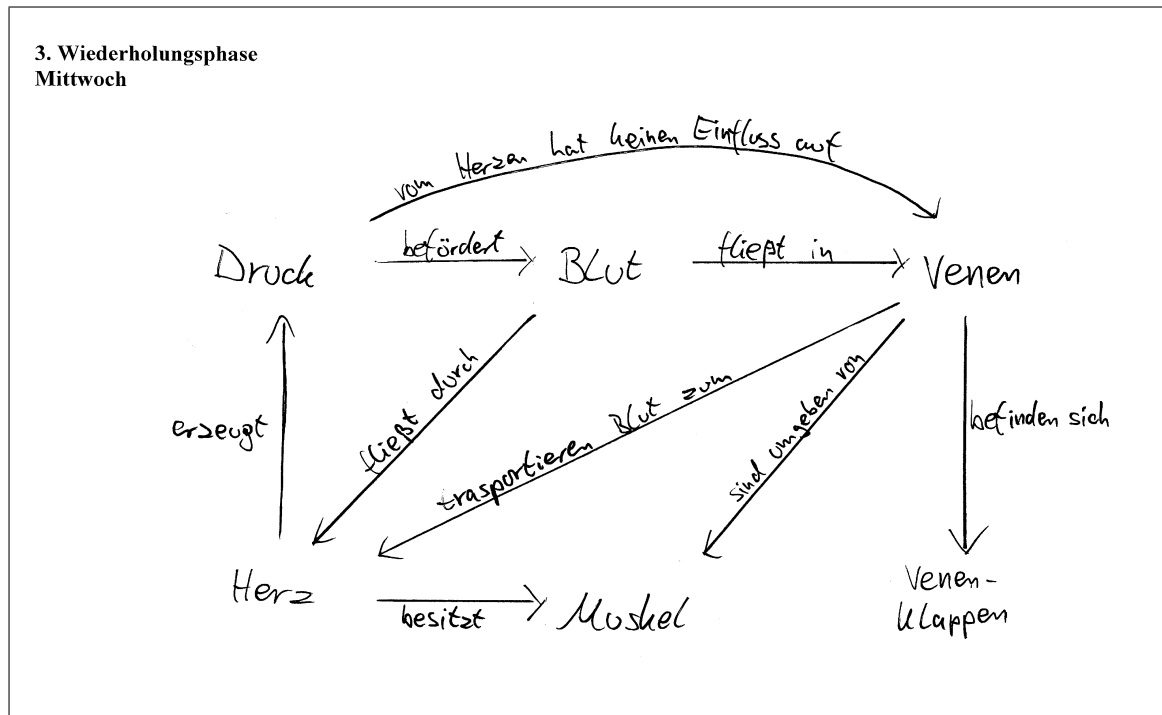 3. Wiederholungsphase
Mittwoch
vom Herzen hat keinen Einfluss auf
Druck
befördert
Blut
fließt in
Venen
erzeugt
fließt durch
trasportieren Blut zum
sind umgeben von
befinden sich
Herz
besitzt
Muskel
Venen-
klappen